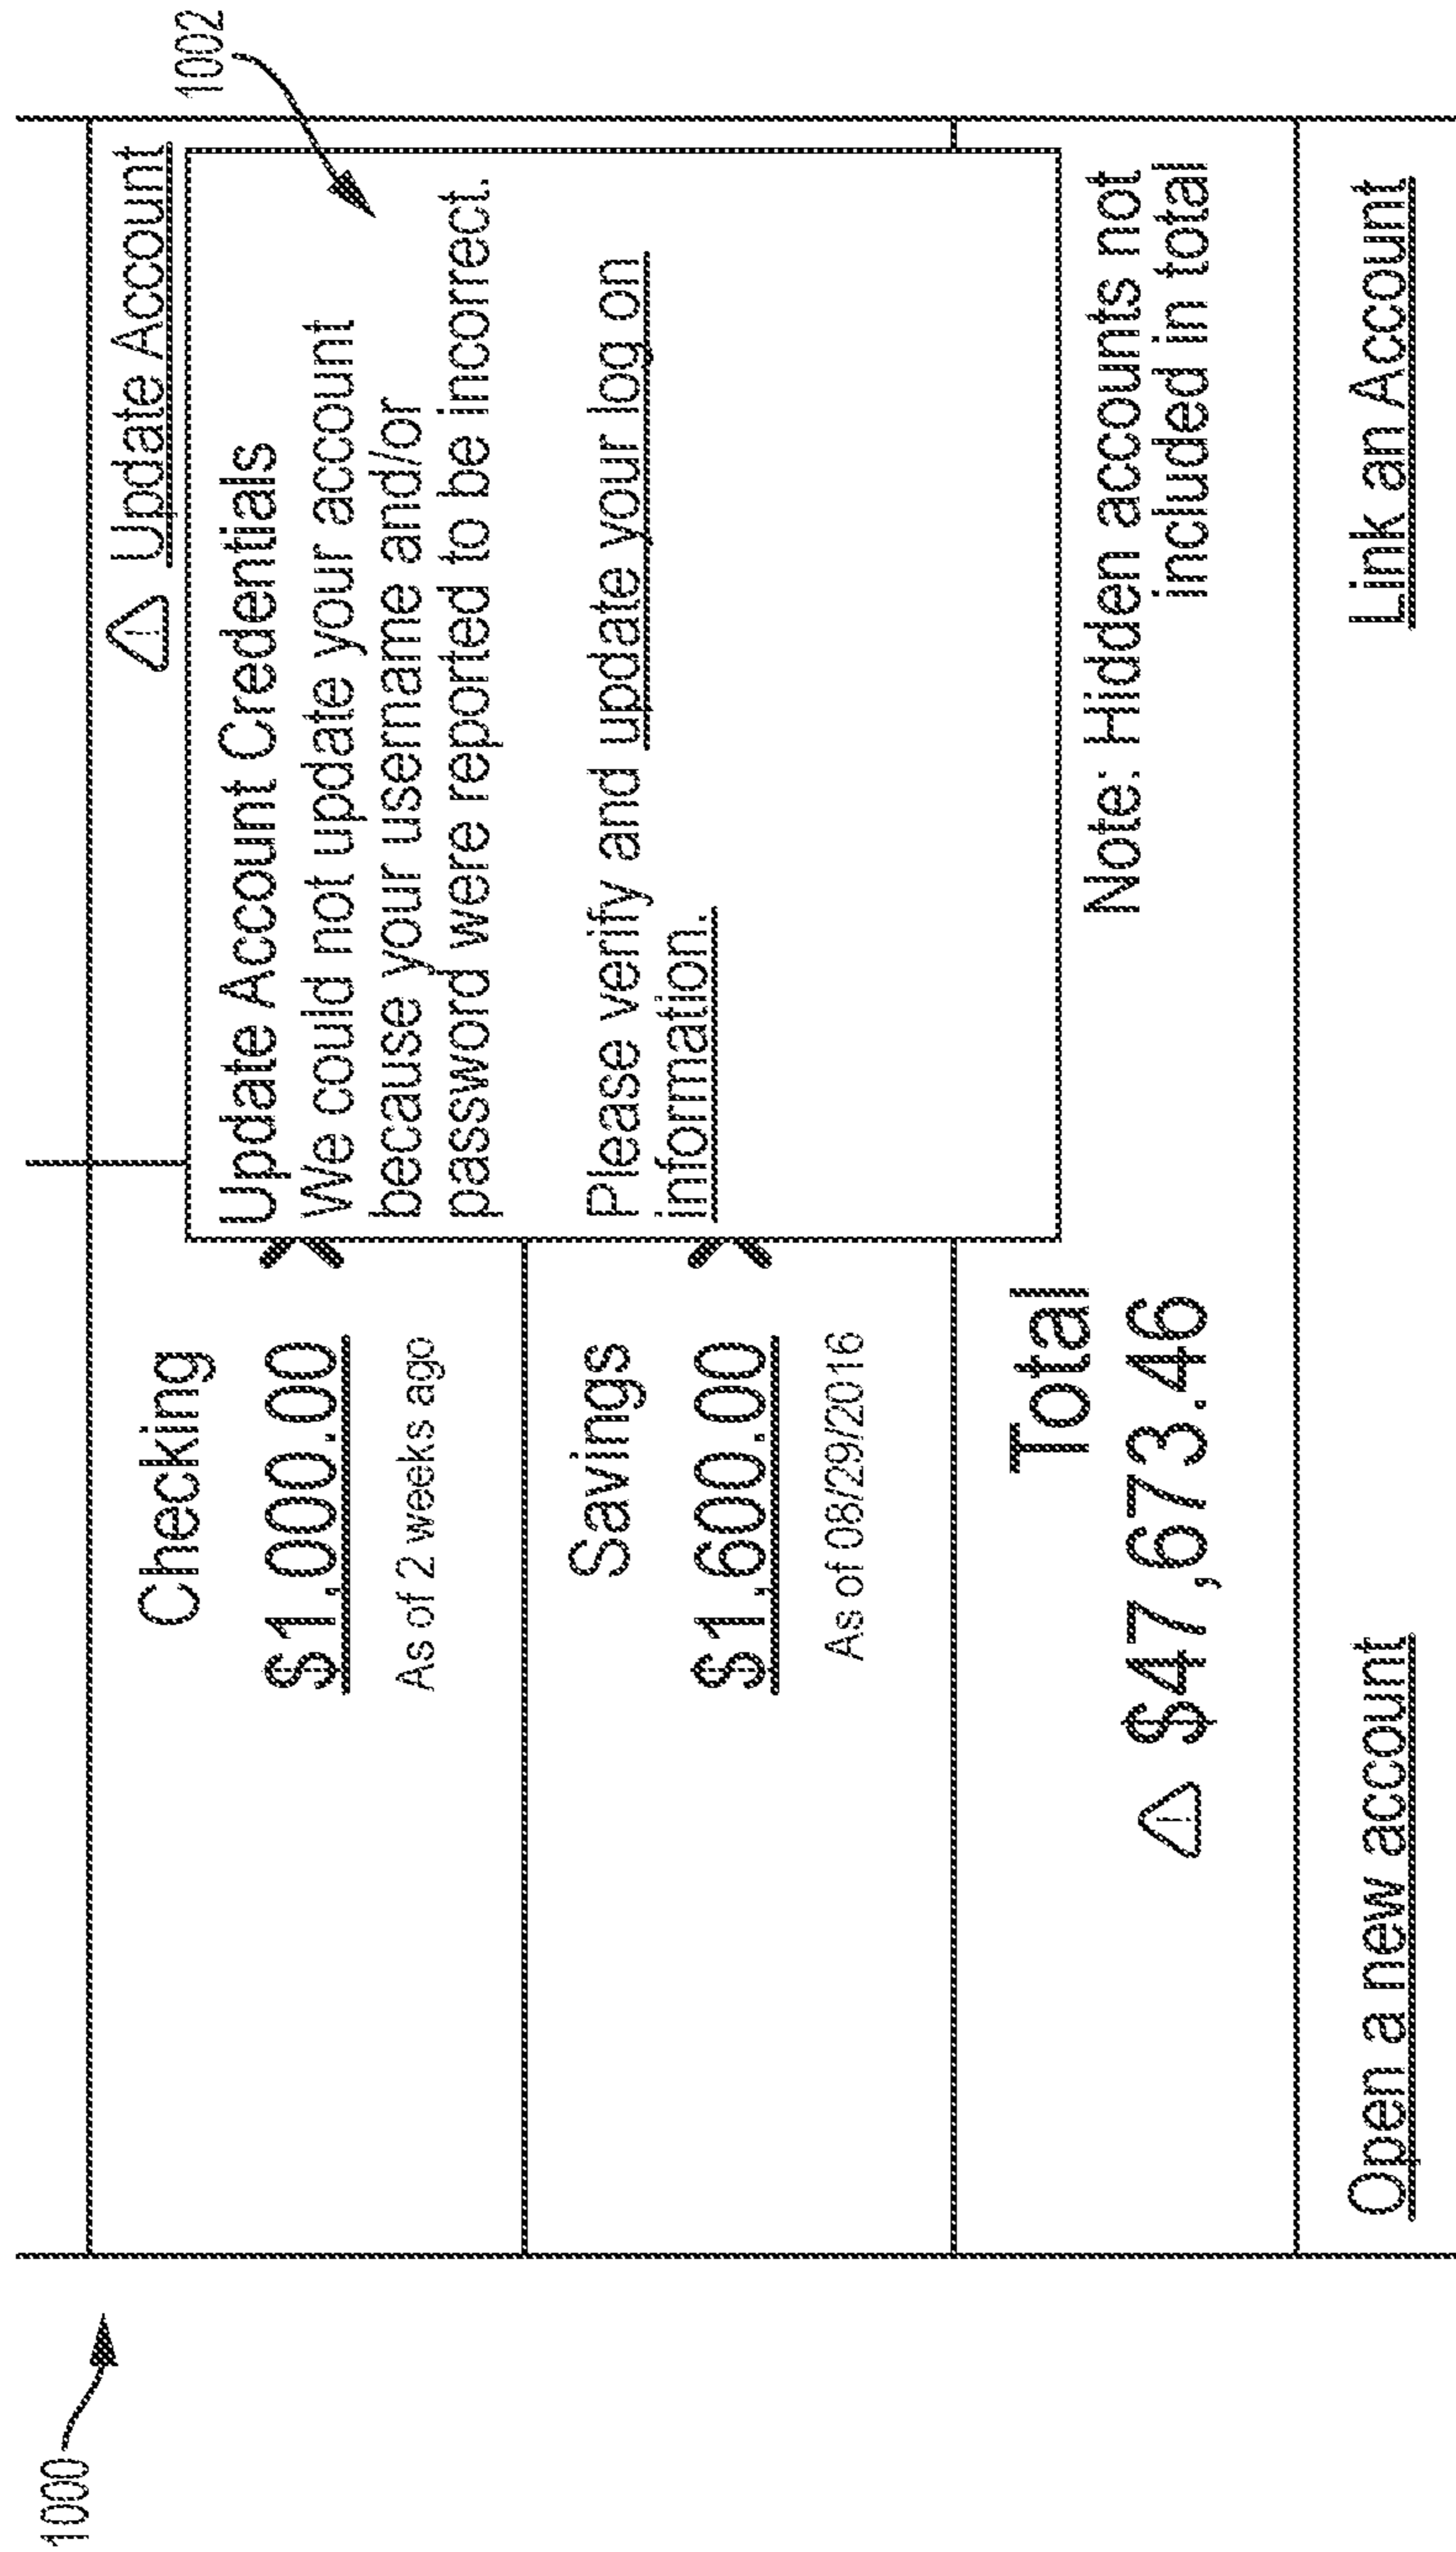 1000
1002
⚠ Update Account
Checking
$1,000.00
As of 2 weeks ago
Update Account Credentials
We could not update your account
because your username and/or
password were reported to be incorrect.
Please verify and update your log on
information.
Savings
$1,600.00
As of 08/29/2016
Total
⚠ $47,673.46
Note: Hidden accounts not
included in total
Open a new account
Link an Account